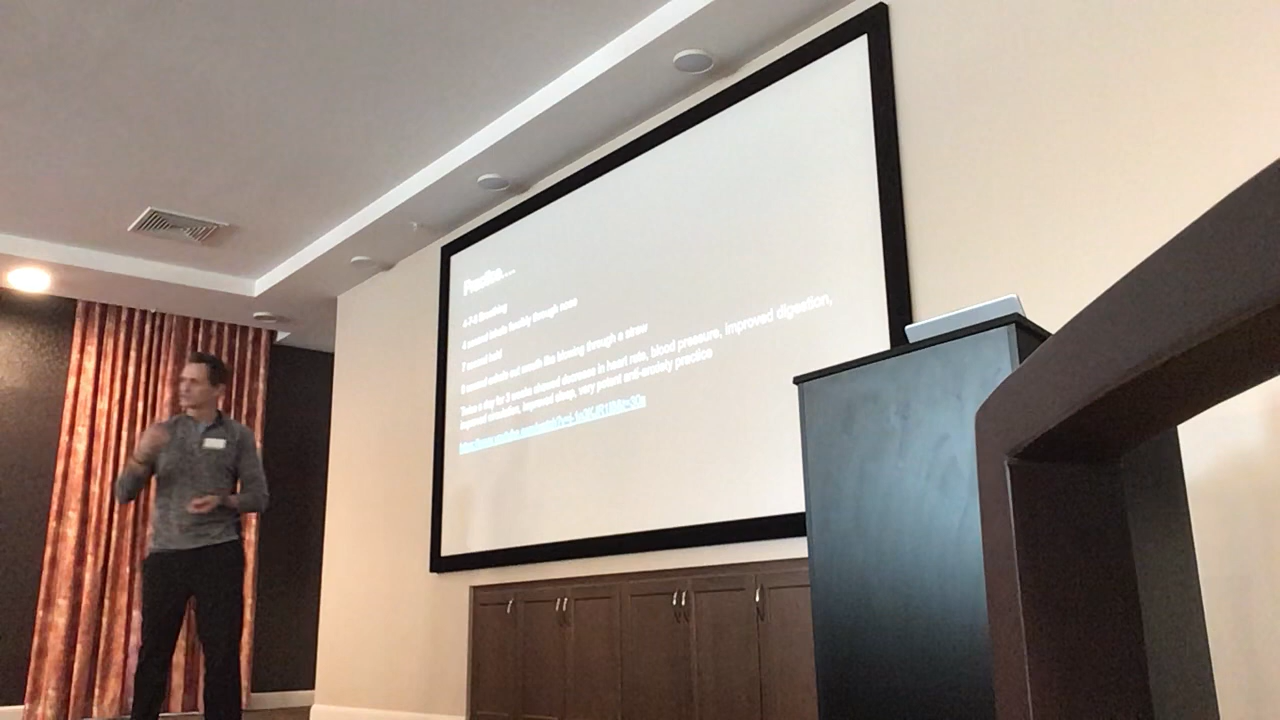 Practice....
4-7-8 Breathing
4 second inhale forcibly through nose
7 second hold
8 second exhale out mouth like blowing through a straw
Twice a day for 3 weeks showed decrease in heart rate, blood pressure, improved digestion,
improved circulation, improved sleep, very potent anti-anxiety practice